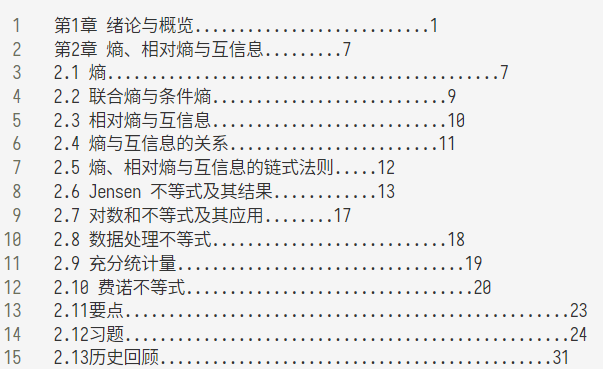 1 第1章 绪论与概览...........................1
2 第2章 熵、相对熵与互信息.........7
3 2.1 熵.............................................7
4 2.2 联合熵与条件熵...........................9
5 2.3 相对熵与互信息...........................10
6 2.4 熵与互信息的关系........................11
7 2.5 熵、相对熵与互信息的链式法则.....12
8 2.6 Jensen 不等式及其结果............13
9 2.7 对数和不等式及其应用........17
10 2.8 数据处理不等式...........................18
11 2.9 充分统计量.................................19
12 2.10 费诺不等式.................................20
13 2.11要点...................................................23
14 2.12习题...................................................24
15 2.13历史回顾.............................................31